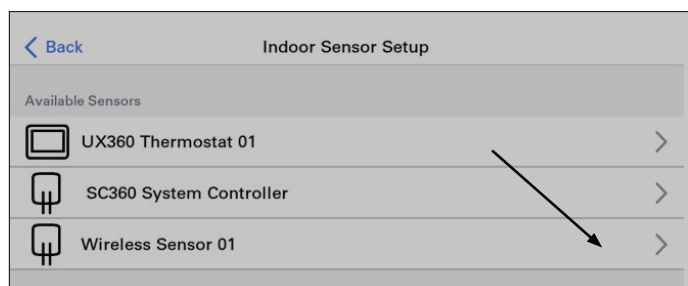 Back
Indoor Sensor Setup
Available Sensors
UX360 Thermostat 01
SC360 System Controller
Wireless Sensor 01